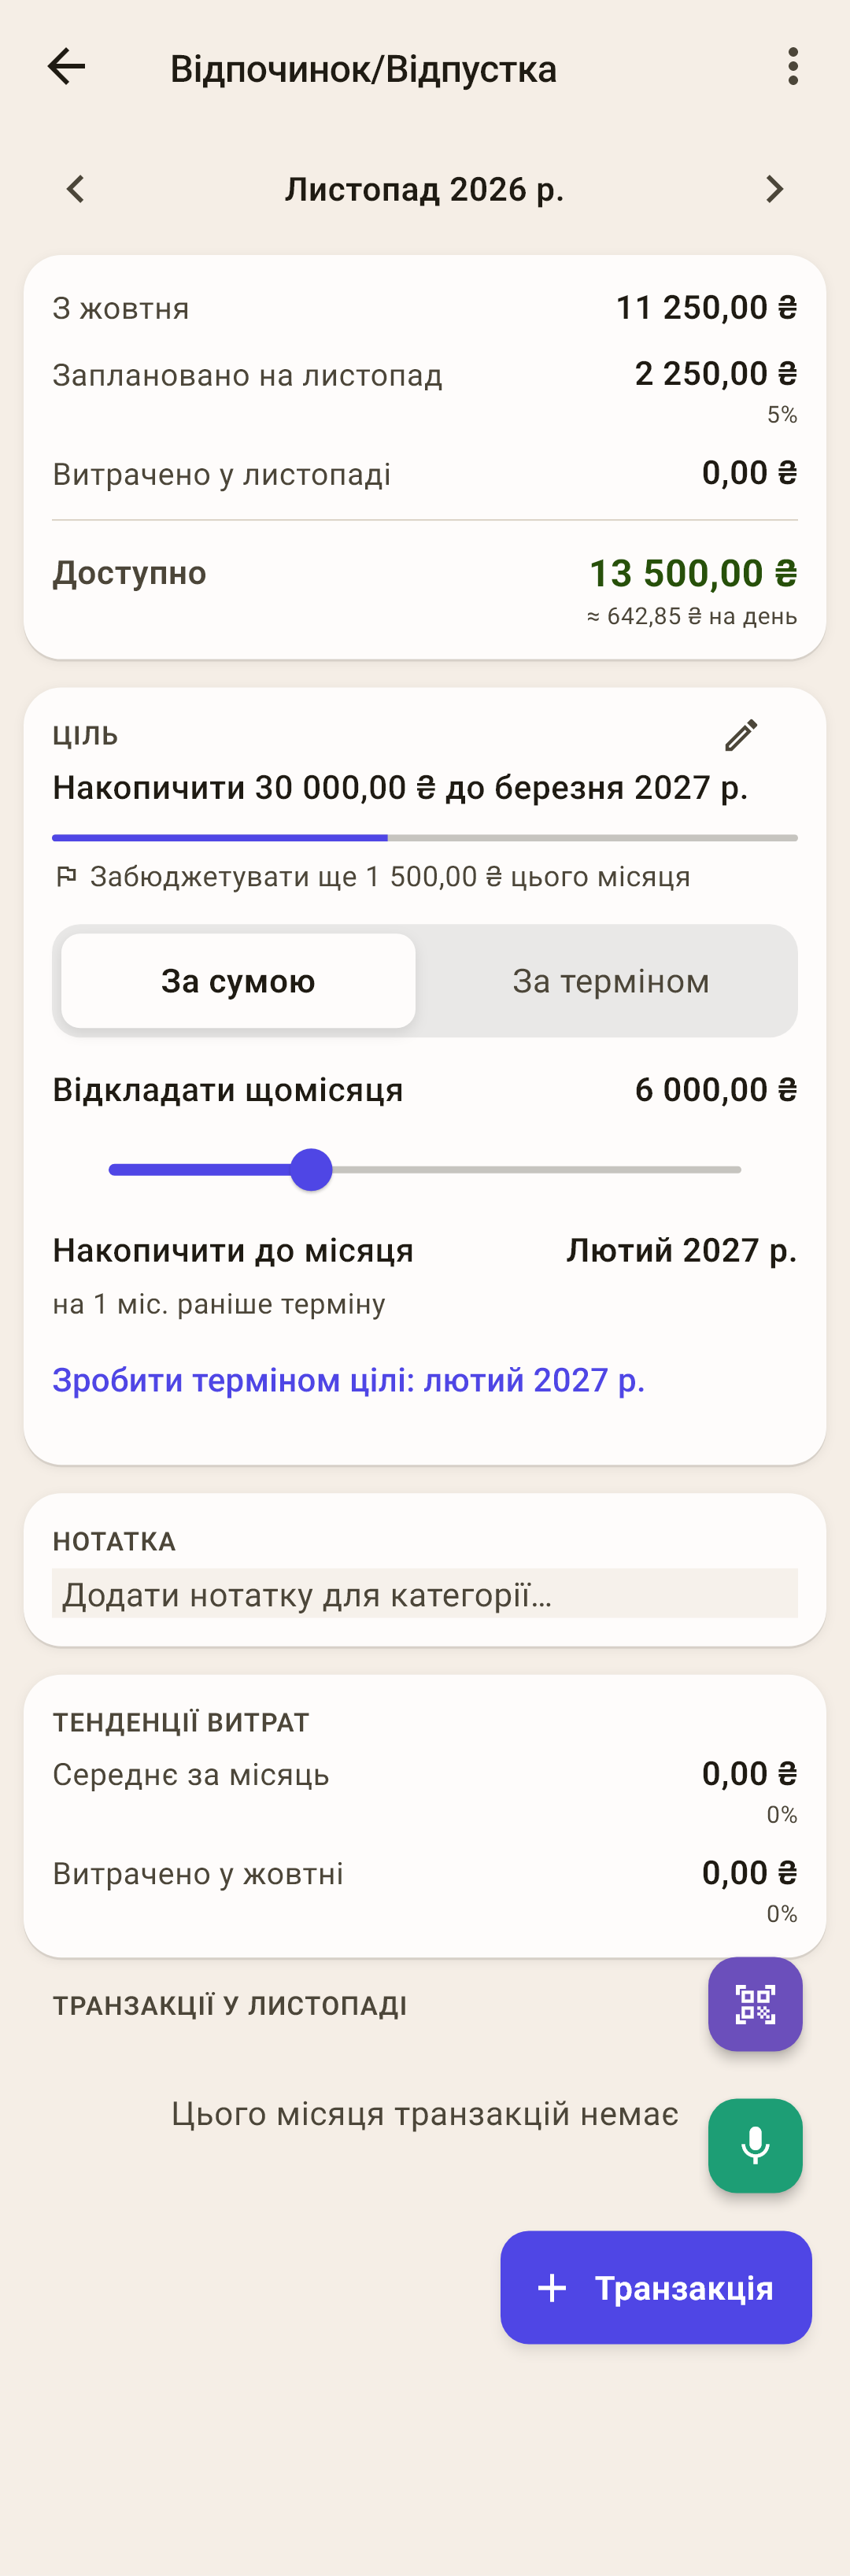 Відпочинок/Відпустка
Листопад 2026 р.
З жовтня 11 250,00 ₴
Заплановано на листопад 2 250,00 ₴
5%
Витрачено у листопаді 0,00 ₴
Доступно 13 500,00 ₴
≈ 642,85 ₴ на день
ЦІЛЬ
Накопичити 30 000,00 ₴ до березня 2027 р.
Забюджетувати ще 1 500,00 ₴ цього місяця
За сумою За терміном
Відкладати щомісяця 6 000,00 ₴
Накопичити до місяця Лютий 2027 р.
на 1 міс. раніше терміну
Зробити терміном цілі: лютий 2027 р.
НОТАТКА
Додати нотатку для категорії…
ТЕНДЕНЦІЇ ВИТРАТ
Середнє за місяць 0,00 ₴
0%
Витрачено у жовтні 0,00 ₴
0%
ТРАНЗАКЦІЇ У ЛИСТОПАДІ
Цього місяця транзакцій немає
Транзакція